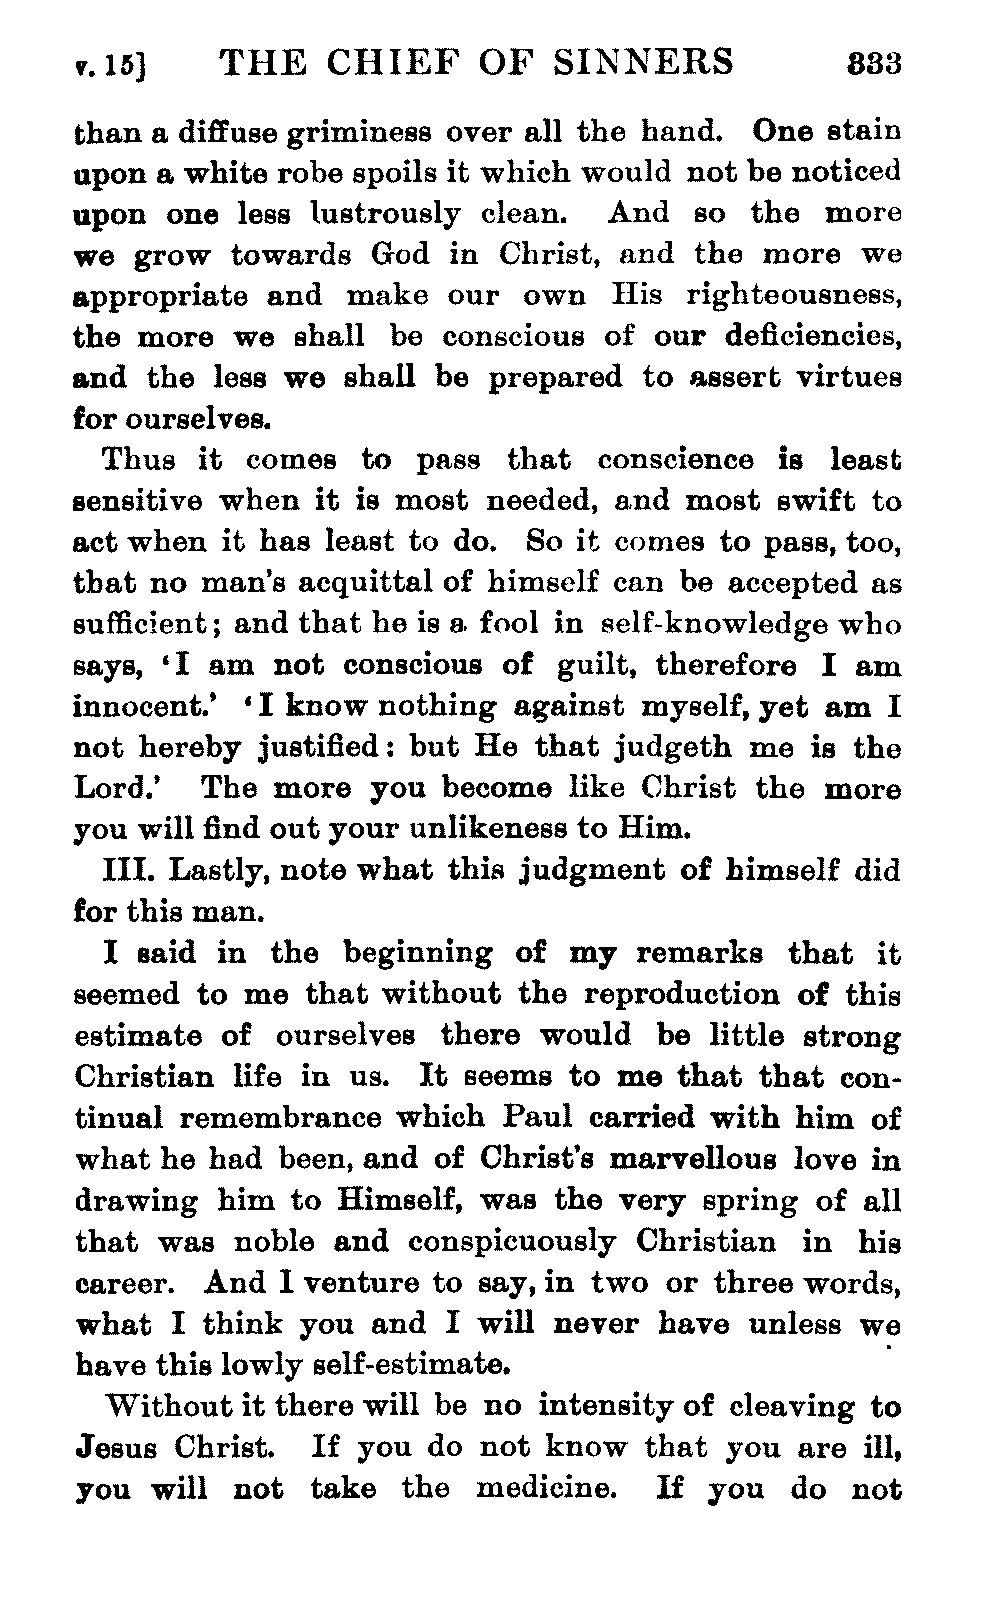 v. 15] THE CHIEF OF SINNERS 333
than a diffuse griminess over all the hand. One stain
upon a white robe spoils it which would not be noticed
upon one less lustrously clean. And so the more
we grow towards God in Christ, and the more we
appropriate and make our own His righteousness,
the more we shall be conscious of our deficiencies,
and the less we shall be prepared to assert virtues
for ourselves.
Thus it comes to pass that conscience is least
sensitive when it is most needed, and most swift to
act when it has least to do. So it comes to pass, too,
that no man's acquittal of himself can be accepted as
sufficient; and that he is a fool in self-knowledge who
says, 'I am not conscious of guilt, therefore I am
innocent.' 'I know nothing against myself, yet am I
not hereby justified: but He that judgeth me is the
Lord.' The more you become like Christ the more
you will find out your unlikeness to Him.
III. Lastly, note what this judgment of himself did
for this man.
I said in the beginning of my remarks that it
seemed to me that without the reproduction of this
estimate of ourselves there would be little strong
Christian life in us. It seems to me that that con-
tinual remembrance which Paul carried with him of
what he had been, and of Christ's marvellous love in
drawing him to Himself, was the very spring of all
that was noble and conspicuously Christian in his
career. And I venture to say, in two or three words,
what I think you and I will never have unless we
have this lowly self-estimate.
Without it there will be no intensity of cleaving to
Jesus Christ. If you do not know that you are ill,
you will not take the medicine. If you do not